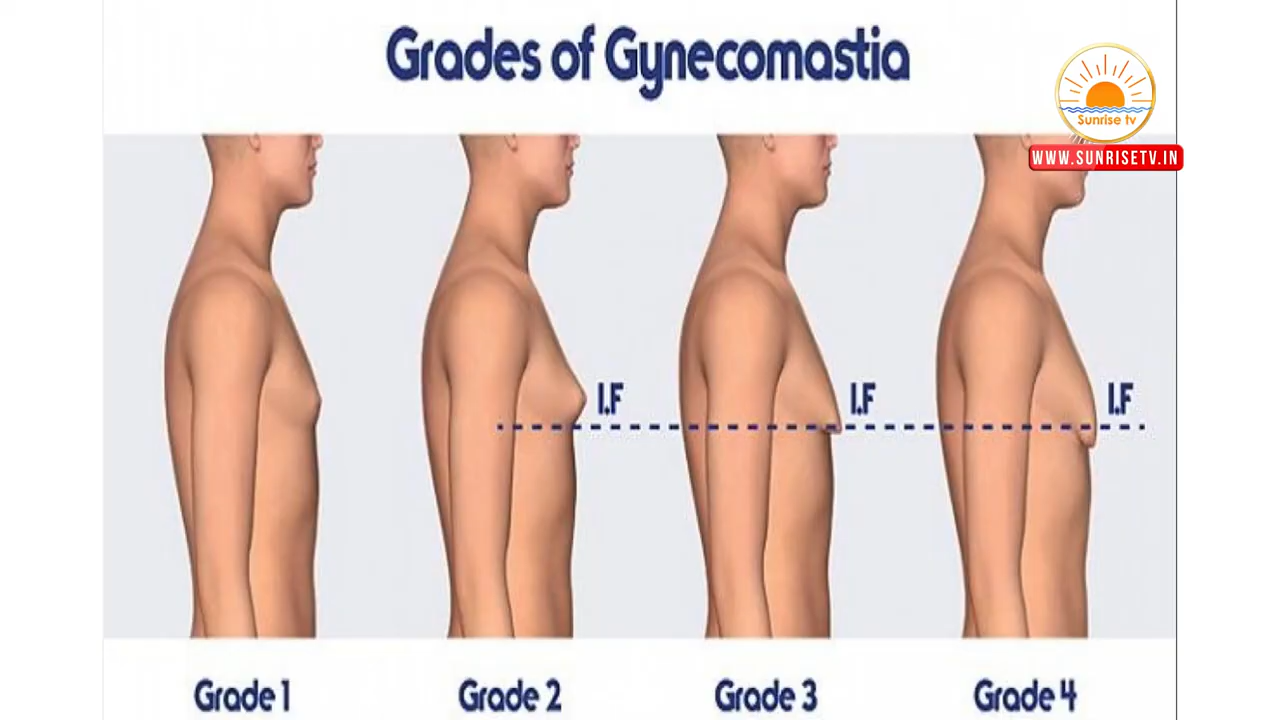 Grades of Gynecomastia
Sunrise tv
WWW.SUNRISETV.IN
I.F
I.F
I.F
Grade 1
Grade 2
Grade 3
Grade 4